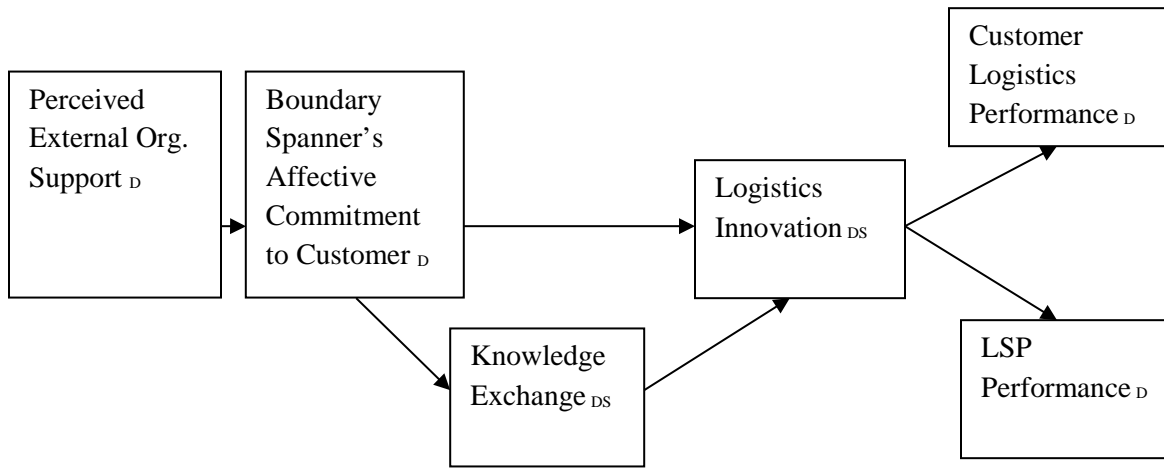 Perceived
External Org.
Support D
Boundary
Spanner's
Affective
Commitment
to Customer D
Knowledge
Exchange DS
Logistics
Innovation DS
Customer
Logistics
Performance D
LSP
Performance D